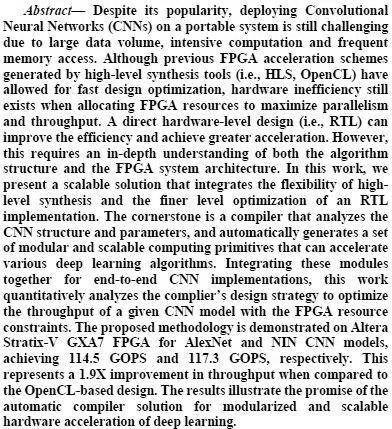 Abstract— Despite its popularity, deploying Convolutional
Neural Networks (CNNs) on a portable system is still challenging
due to large data volume, intensive computation and frequent
memory access. Although previous FPGA acceleration schemes
generated by high-level synthesis tools (i.e., HLS, OpenCL) have
allowed for fast design optimization, hardware inefficiency still
exists when allocating FPGA resources to maximize parallelism
and throughput. A direct hardware-level design (i.e., RTL) can
improve the efficiency and achieve greater acceleration. However,
this requires an in-depth understanding of both the algorithm
structure and the FPGA system architecture. In this work, we
present a scalable solution that integrates the flexibility of high-
level synthesis and the finer level optimization of an RTL
implementation. The cornerstone is a compiler that analyzes the
CNN structure and parameters, and automatically generates a set
of modular and scalable computing primitives that can accelerate
various deep learning algorithms. Integrating these modules
together for end-to-end CNN implementations, this work
quantitatively analyzes the complier's design strategy to optimize
the throughput of a given CNN model with the FPGA resource
constraints. The proposed methodology is demonstrated on Altera
Stratix-V GXA7 FPGA for AlexNet and NIN CNN models,
achieving 114.5 GOPS and 117.3 GOPS, respectively. This
represents a 1.9X improvement in throughput when compared to
the OpenCL-based design. The results illustrate the promise of the
automatic compiler solution for modularized and scalable
hardware acceleration of deep learning.